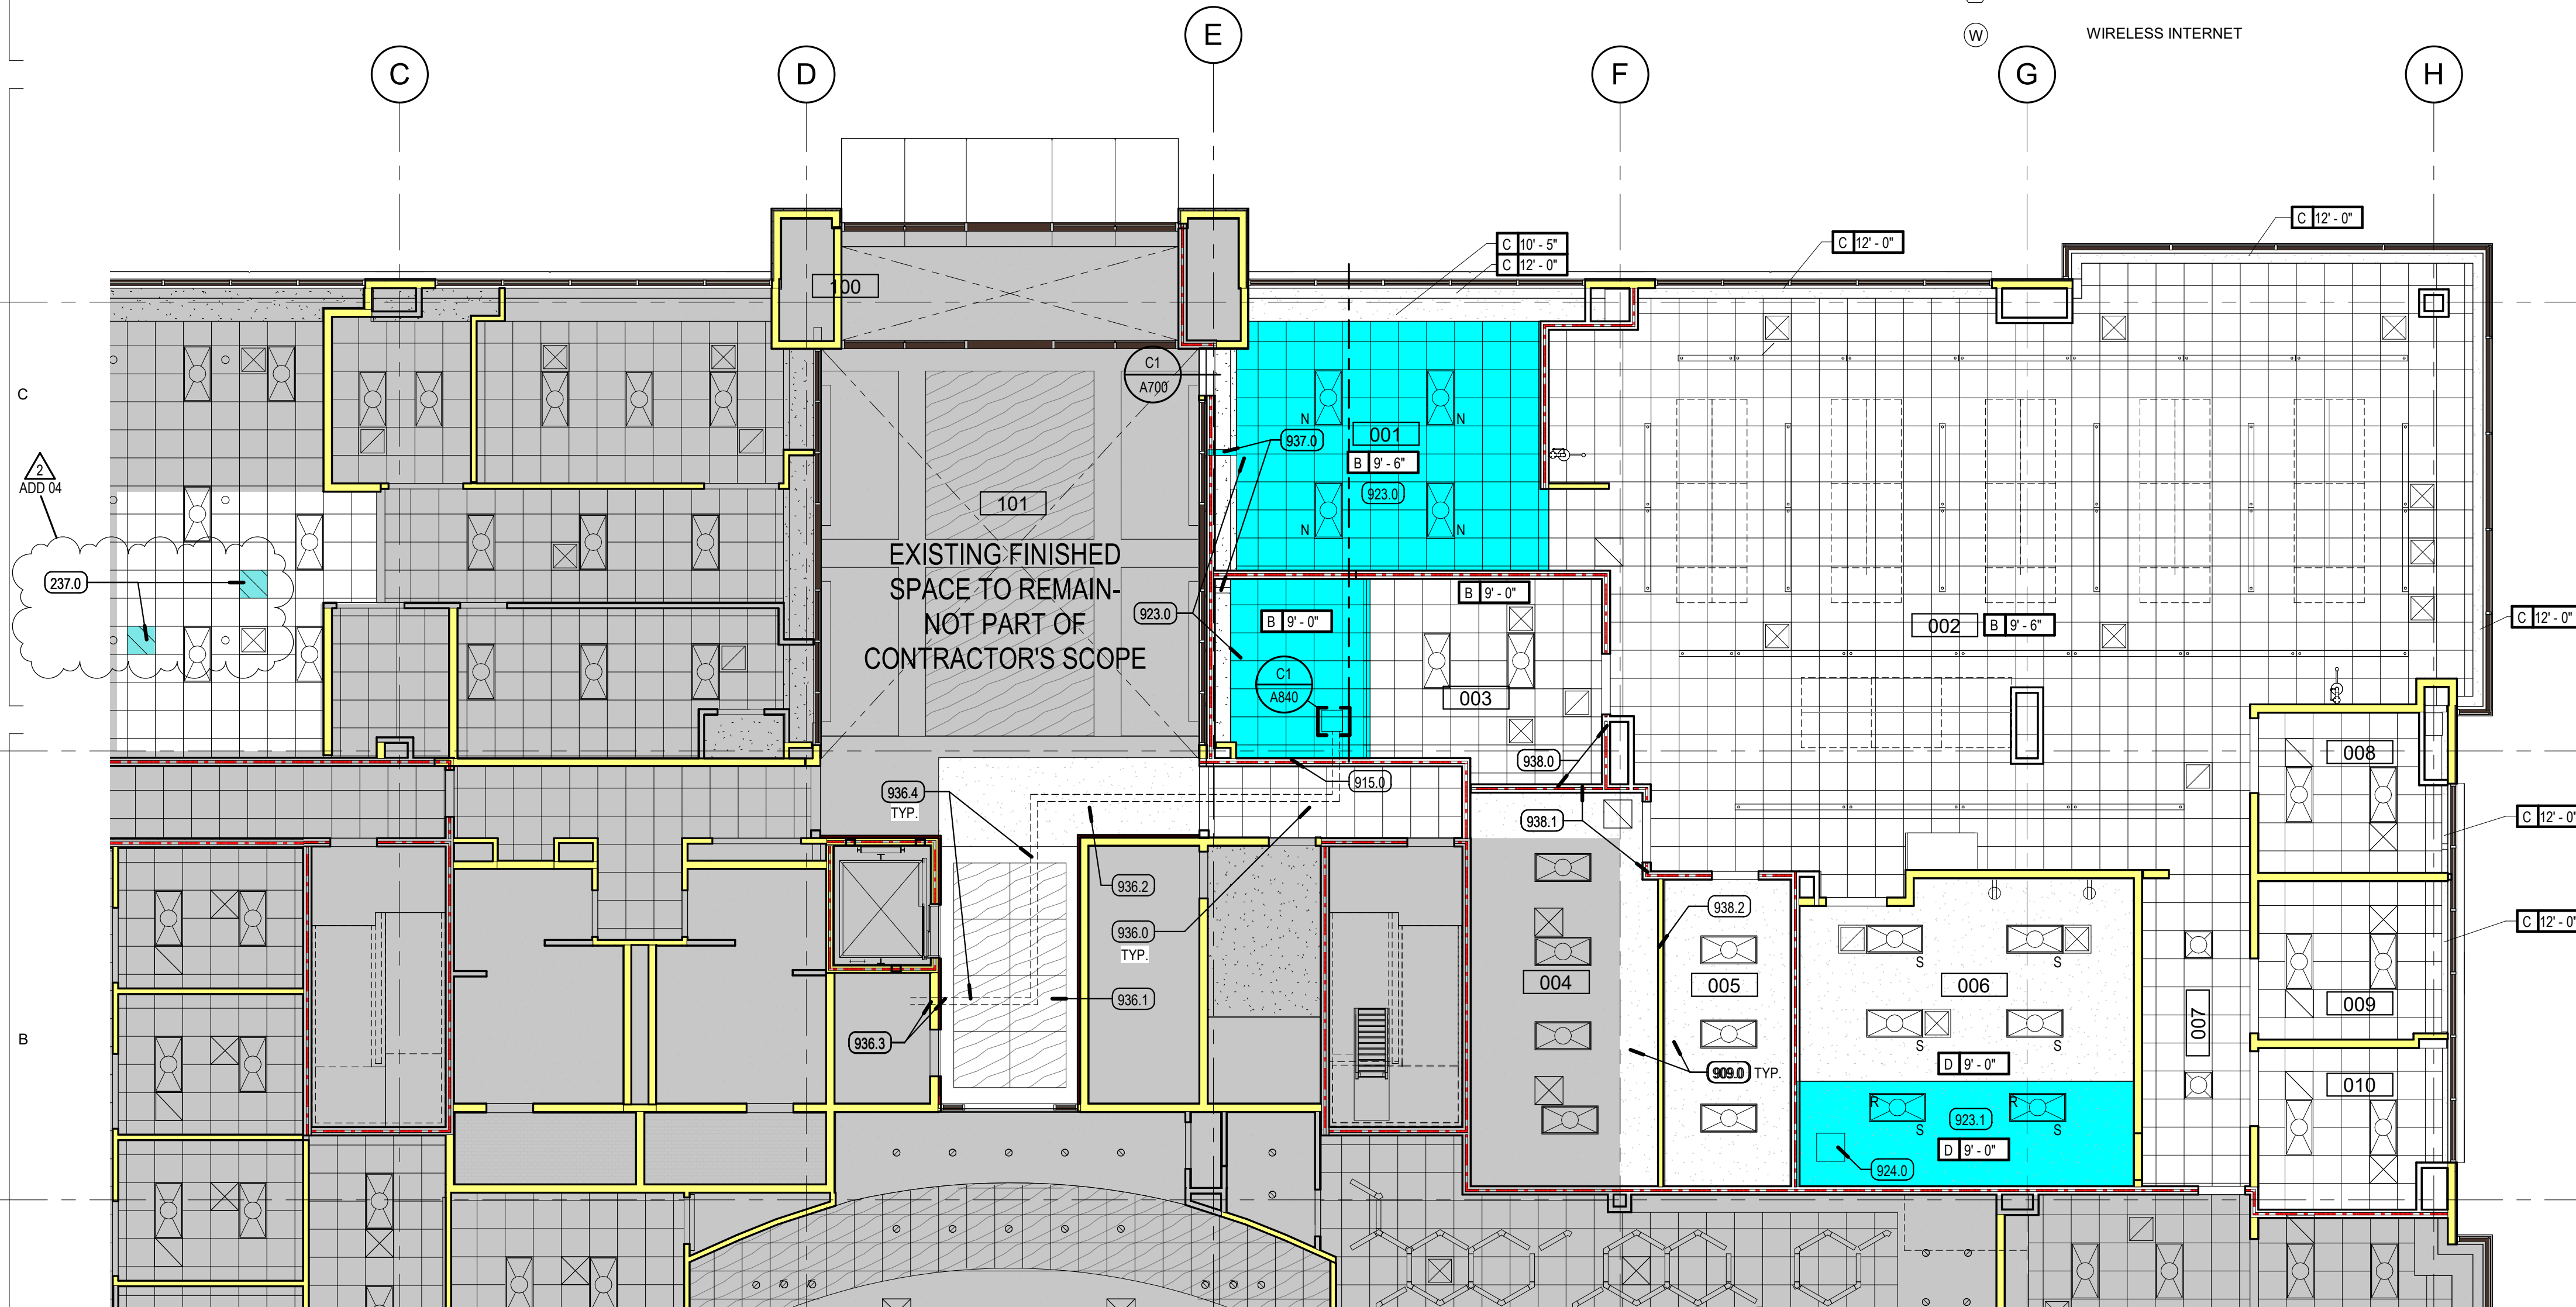 WIRELESS INTERNET
W
C
D
E
F
G
H
C 12' - 0"
C 10' - 5"
C 12' - 0"
C 12' - 0"
100
C1
A700
C
001
B 9' - 6"
923.0
937.0
N
N
N
N
2
ADD 04
237.0
101
EXISTING FINISHED
SPACE TO REMAIN-
NOT PART OF
CONTRACTOR'S SCOPE
923.0
B 9' - 0"
B 9' - 0"
C1
A840
003
002
B 9' - 6"
C 12' - 0"
938.0
915.0
008
936.4
TYP.
938.1
C 12' - 0"
936.2
938.2
936.0
TYP.
C 12' - 0"
004
005
006
S
S
936.1
009
007
936.3
B
S
S
D 9' - 0"
909.0 TYP.
010
R
R
923.1
S
S
D 9' - 0"
924.0